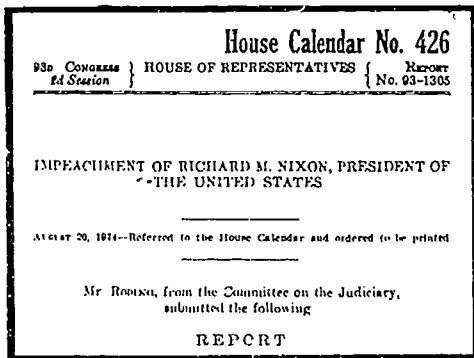 House Calendar No. 426
93D CONGRESS } HOUSE OF REPRESENTATIVES { REPORT
2d Session } { No. 93-1305
IMPEACHMENT OF RICHARD M. NIXON, PRESIDENT OF
THE UNITED STATES
AUGUST 20, 1974--Referred to the House Calendar and ordered to be printed
Mr. RODINO, from the Committee on the Judiciary,
submitted the following
REPORT